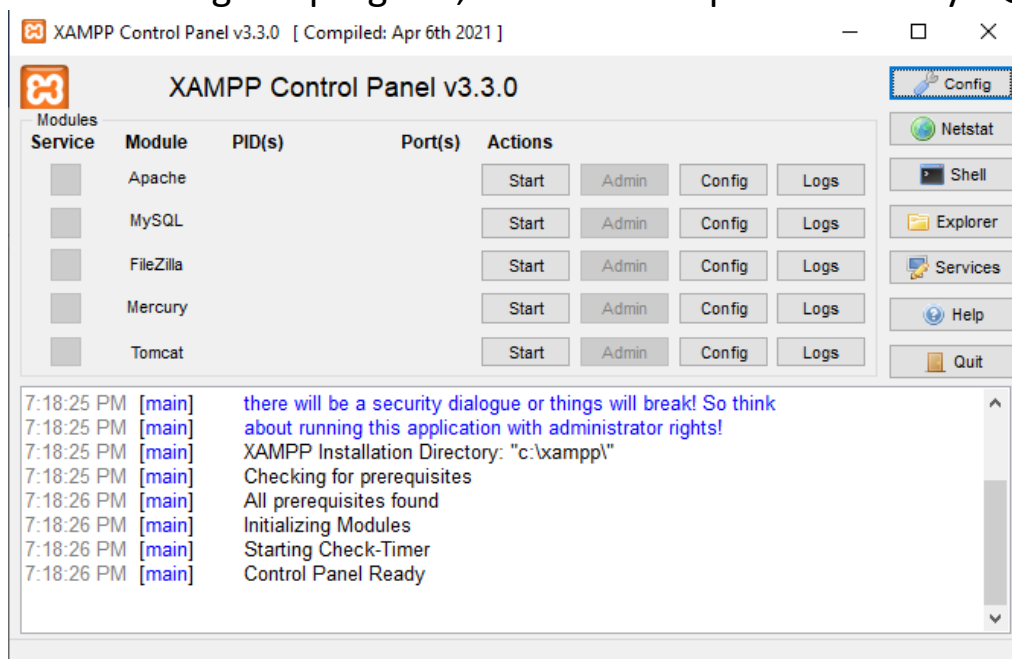 XAMPP Control Panel v3.3.0 [ Compiled: Apr 6th 2021 ]
XAMPP Control Panel v3.3.0
Config
Modules
Service Module PID(s) Port(s) Actions
Netstat
Apache Start Admin Config Logs
Shell
MySQL Start Admin Config Logs
Explorer
FileZilla Start Admin Config Logs
Services
Mercury Start Admin Config Logs
Help
Tomcat Start Admin Config Logs
Quit
7:18:25 PM [main] there will be a security dialogue or things will break! So think
7:18:25 PM [main] about running this application with administrator rights!
7:18:25 PM [main] XAMPP Installation Directory: "c:\xampp\"
7:18:25 PM [main] Checking for prerequisites
7:18:26 PM [main] All prerequisites found
7:18:26 PM [main] Initializing Modules
7:18:26 PM [main] Starting Check-Timer
7:18:26 PM [main] Control Panel Ready